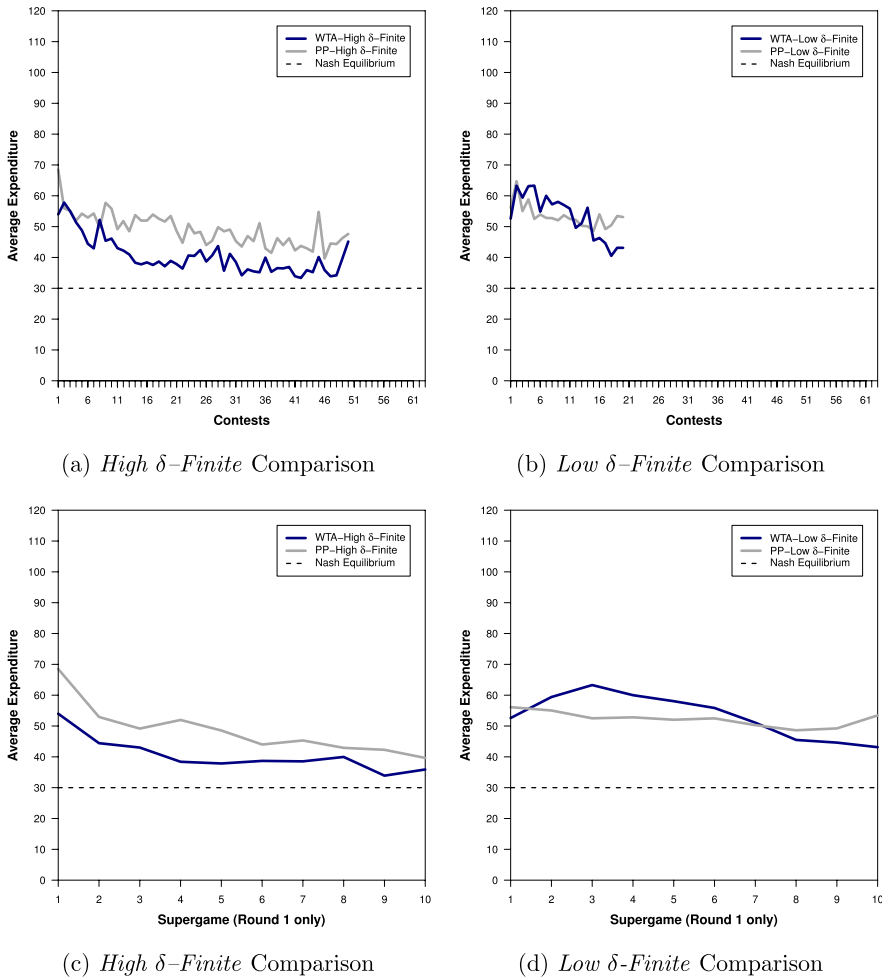 120
110
100
90
80
70
60
50
40
30
20
10
0
Average Expenditure
WTA−High δ−Finite
PP−High δ−Finite
Nash Equilibrium
1 6 11 16 21 26 31 36 41 46 51 56 61
Contests
(a) High δ–Finite Comparison
120
110
100
90
80
70
60
50
40
30
20
10
0
Average Expenditure
WTA−Low δ−Finite
PP−Low δ−Finite
Nash Equilibrium
1 6 11 16 21 26 31 36 41 46 51 56 61
Contests
(b) Low δ–Finite Comparison
120
110
100
90
80
70
60
50
40
30
20
10
0
Average Expenditure
WTA−High δ−Finite
PP−High δ−Finite
Nash Equilibrium
1 2 3 4 5 6 7 8 9 10
Supergame (Round 1 only)
(c) High δ–Finite Comparison
120
110
100
90
80
70
60
50
40
30
20
10
0
Average Expenditure
WTA−Low δ−Finite
PP−Low δ−Finite
Nash Equilibrium
1 2 3 4 5 6 7 8 9 10
Supergame (Round 1 only)
(d) Low δ-Finite Comparison